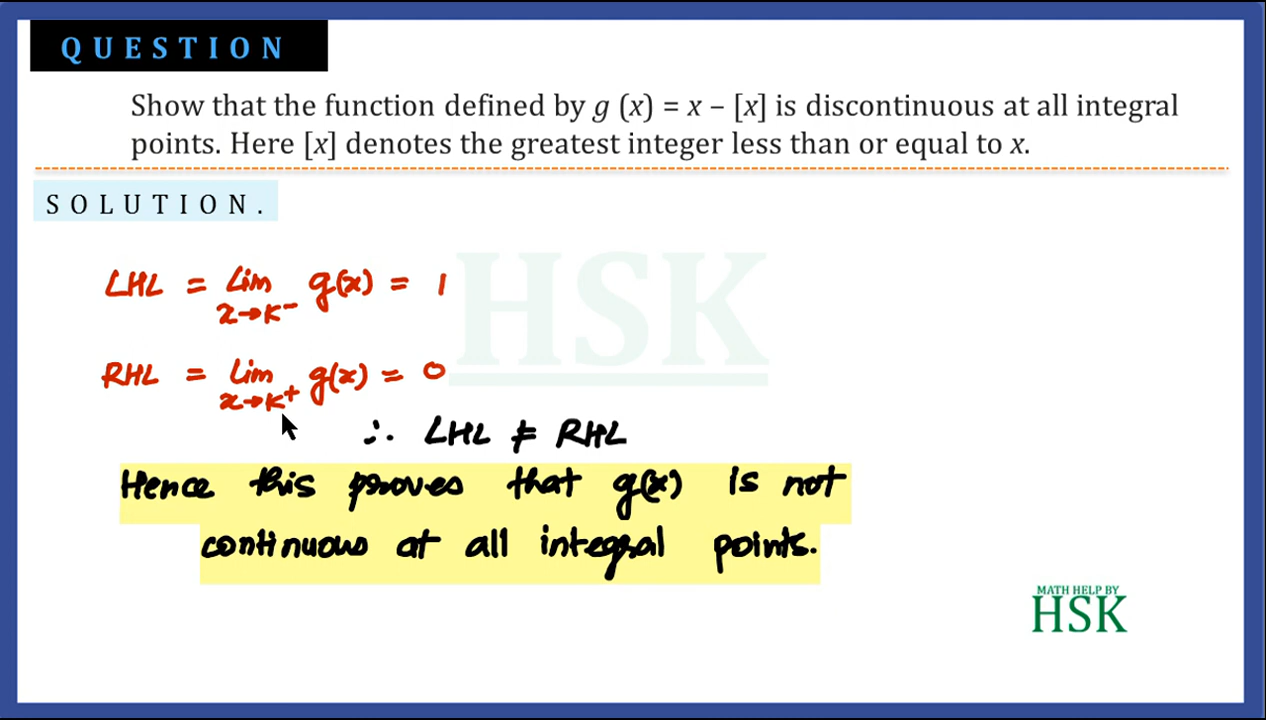 QUESTION
Show that the function defined by g (x) = x – [x] is discontinuous at all integral
points. Here [x] denotes the greatest integer less than or equal to x.
SOLUTION.
HSK
LHL = Lim g(x) = 1
x→K⁻
RHL = Lim g(x) = 0
x→K⁺
∴ LHL ≠ RHL
Hence this proves that g(x) is not
continuous at all integral points.
MATH HELP BY
HSK